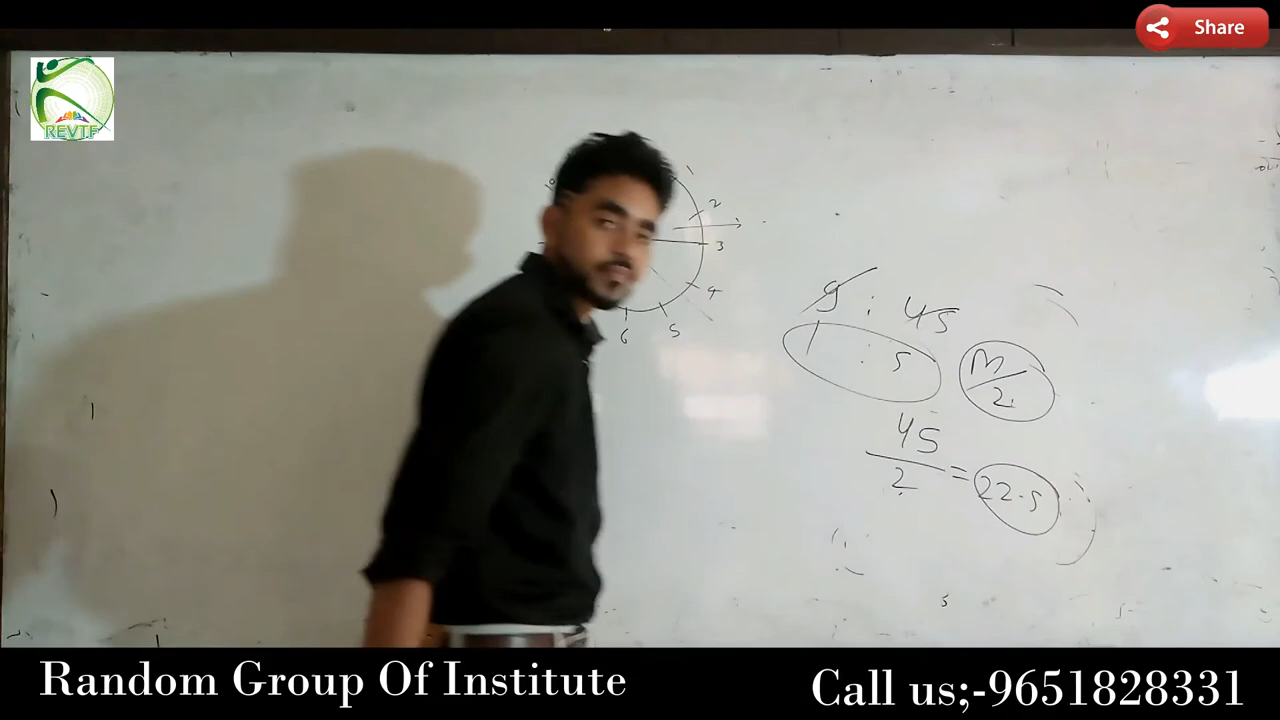 Share
REVTF
10
2
3
4
5
6
9 : 45
1 : 5
M/2
45/2 = 22.5
Random Group Of Institute
Call us;-9651828331